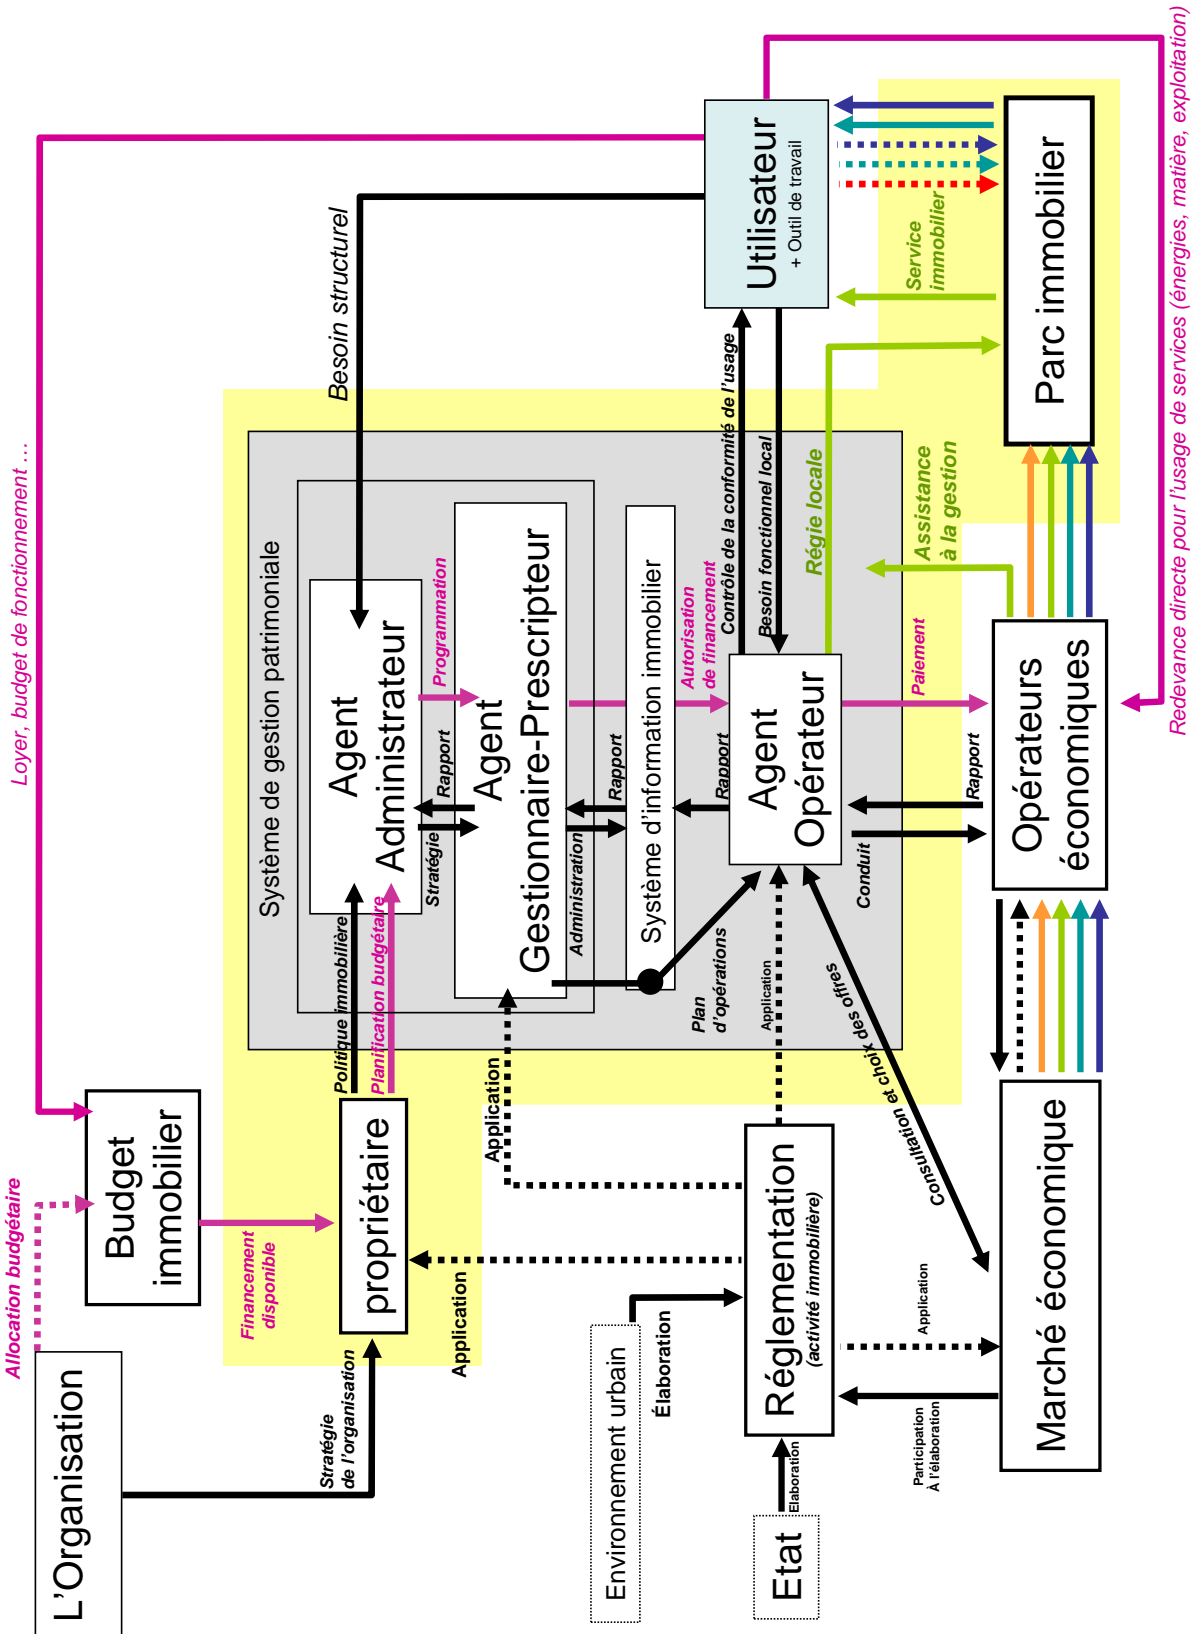 L'Organisation
Allocation budgétaire
Budget
immobilier
Loyer, budget de fonctionnement …
Financement
disponible
Stratégie
de l'organisation
propriétaire
Politique immobilière
Planification budgétaire
Système de gestion patrimoniale
Agent
Administrateur
Besoin structurel
Stratégie
Rapport
Programmation
Agent
Gestionnaire-Prescripteur
Administration
Rapport
Système d'information immobilier
Autorisation
de financement
Rapport
Plan
d'opérations
Agent
Opérateur
Contrôle de la conformité de l'usage
Besoin fonctionnel local
Utilisateur
+ Outil de travail
Régie locale
Service
immobilier
Assistance
à la gestion
Parc immobilier
Paiement
Conduit
Rapport
Opérateurs
économiques
Redevance directe pour l'usage de services (énergies, matière, exploitation)
Application
Application
Application
Consultation et choix des offres
Environnement urbain
Élaboration
Etat
Elaboration
Réglementation
(activité immobilière)
Participation
À l'élaboration
Application
Marché économique